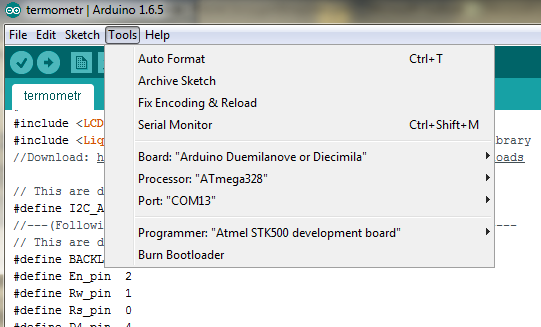 termometr | Arduino 1.6.5
File Edit Sketch Tools Help
Auto Format Ctrl+T
Archive Sketch
Fix Encoding & Reload
Serial Monitor Ctrl+Shift+M
Board: "Arduino Duemilanove or Diecimila"
Processor: "ATmega328"
Port: "COM13"
Programmer: "Atmel STK500 development board"
Burn Bootloader
termometr
#include <LCD
#include <Liq brary
//Download: h oads
// This are d
#define I2C_A
//---(Follow
// This are d
#define BACKL
#define En_pin 2
#define Rw_pin 1
#define Rs_pin 0
#define D4_pin 4